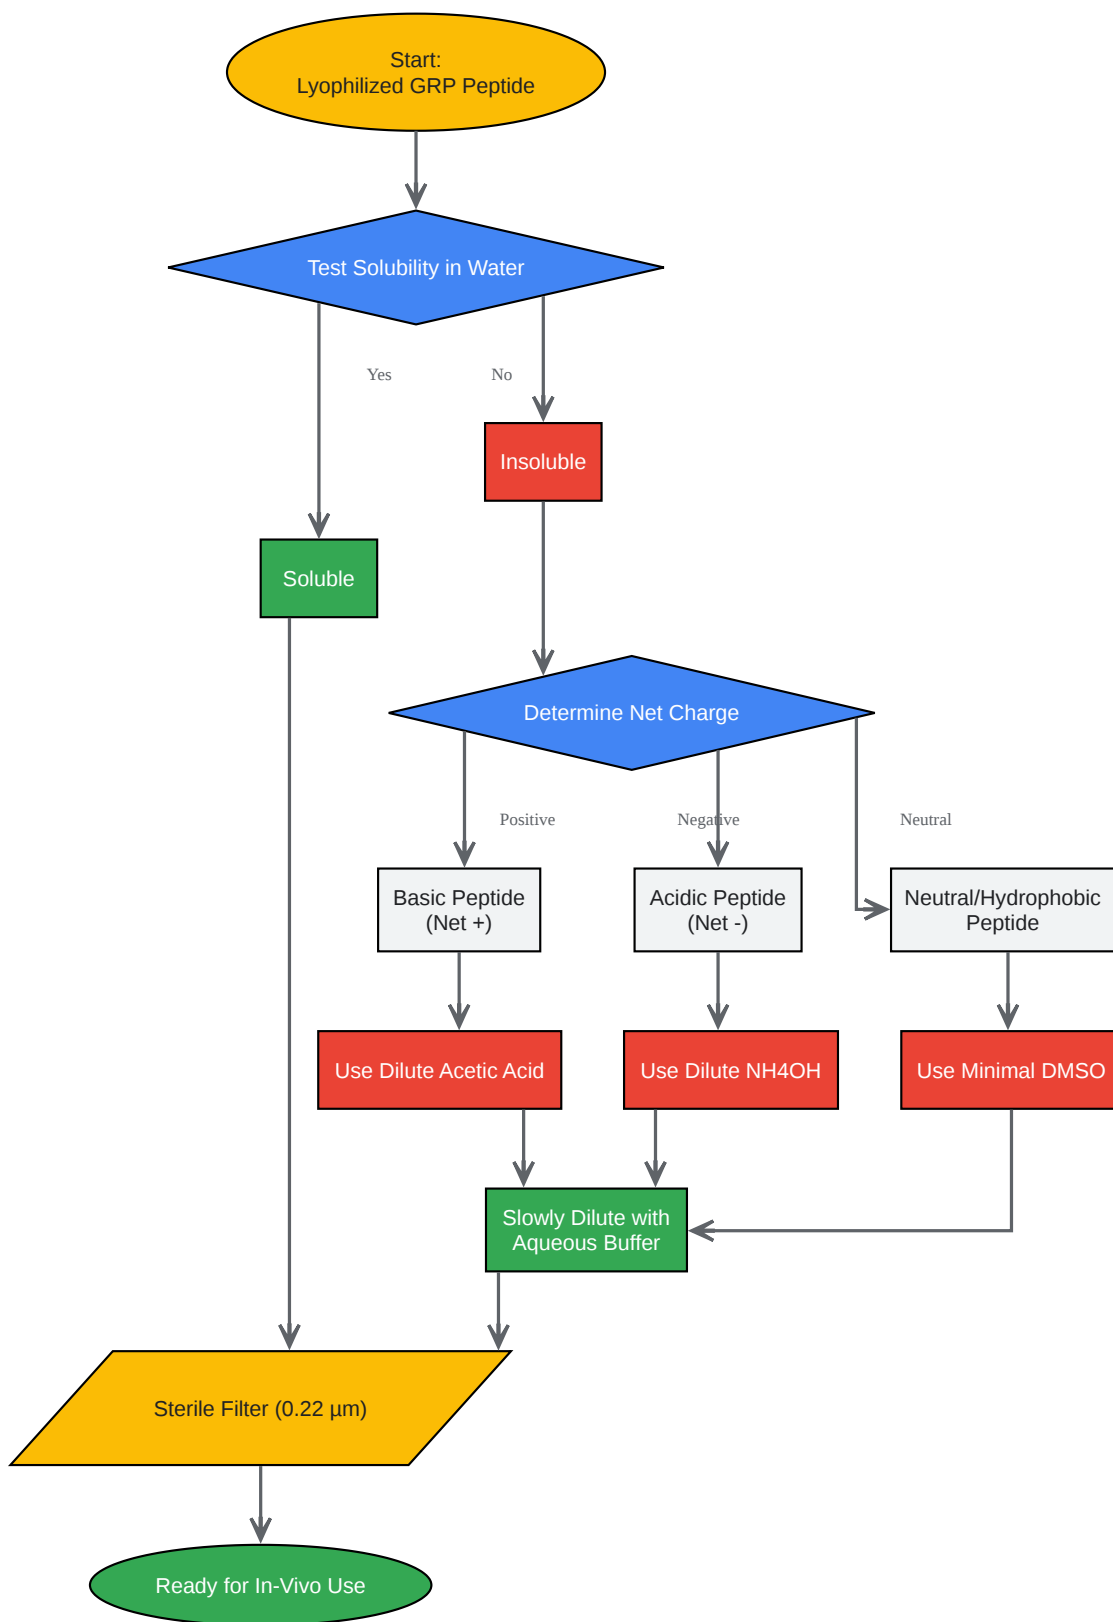 Start:
Lyophilized GRP Peptide
Test Solubility in Water
Yes
No
Insoluble
Soluble
Determine Net Charge
Positive
Negative
Neutral
Basic Peptide
(Net +)
Acidic Peptide
(Net -)
Neutral/Hydrophobic
Peptide
Use Dilute Acetic Acid
Use Dilute NH4OH
Use Minimal DMSO
Slowly Dilute with
Aqueous Buffer
Sterile Filter (0.22 µm)
Ready for In-Vivo Use